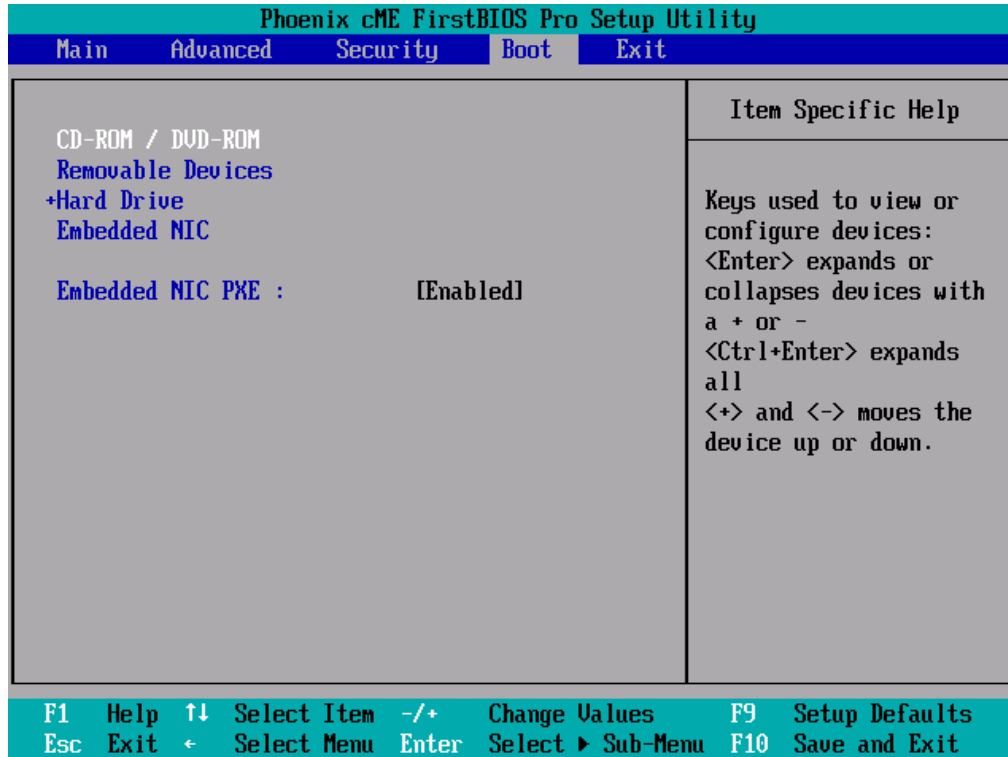 Phoenix cME FirstBIOS Pro Setup Utility
Main Advanced Security Boot Exit
CD-ROM / DVD-ROM
Removable Devices
+Hard Drive
Embedded NIC
Embedded NIC PXE : [Enabled]
Item Specific Help
Keys used to view or
configure devices:
<Enter> expands or
collapses devices with
a + or -
<Ctrl+Enter> expands
all
<+> and <-> moves the
device up or down.
F1 Help ↑↓ Select Item -/+ Change Values F9 Setup Defaults
Esc Exit ← Select Menu Enter Select ▶ Sub-Menu F10 Save and Exit